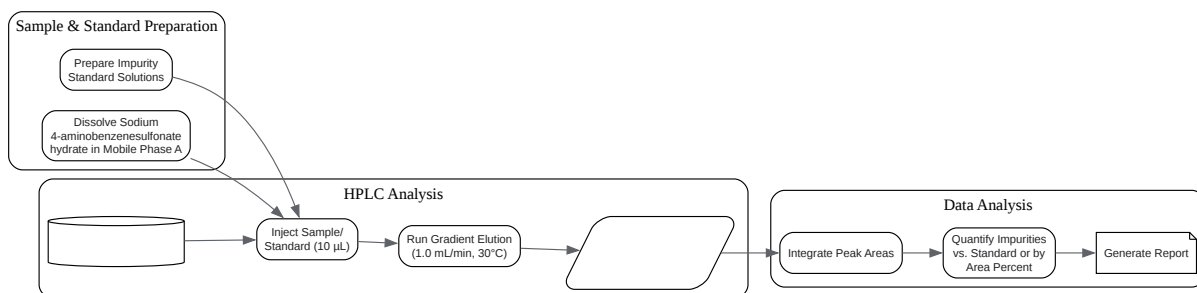 Sample & Standard Preparation
Prepare Impurity
Standard Solutions
Dissolve Sodium
4-aminobenzenesulfonate
hydrate in Mobile Phase A
HPLC Analysis
Inject Sample/
Standard (10 µL)
Run Gradient Elution
(1.0 mL/min, 30°C)
Data Analysis
Integrate Peak Areas
Quantify Impurities
vs. Standard or by
Area Percent
Generate Report